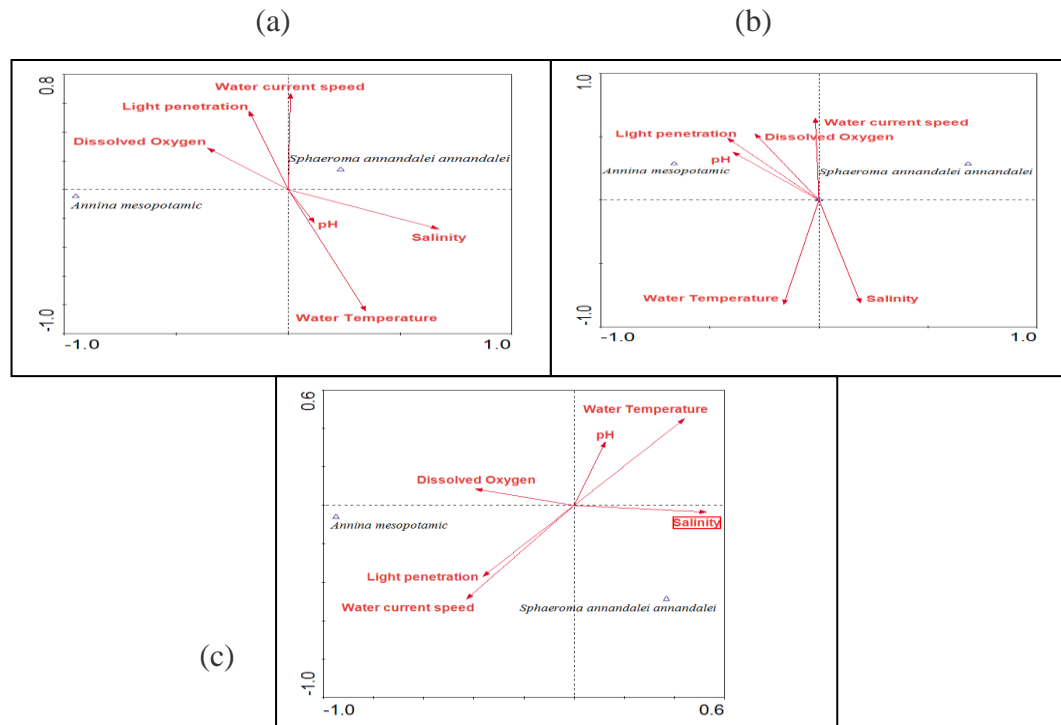 (a)
(b)
0.8
Water current speed
Light penetration
Dissolved Oxygen
Sphaeroma annandalei annandalei
Annina mesopotamic
pH
Salinity
Water Temperature
-1.0
-1.0
1.0
1.0
Water current speed
Light penetration
Dissolved Oxygen
pH
Annina mesopotamic
Sphaeroma annandalei annandalei
Water Temperature
Salinity
-1.0
-1.0
1.0
0.6
Water Temperature
pH
Dissolved Oxygen
Annina mesopotamic
Salinity
Light penetration
Water current speed
Sphaeroma annandalei annandalei
(c)
-1.0
-1.0
0.6